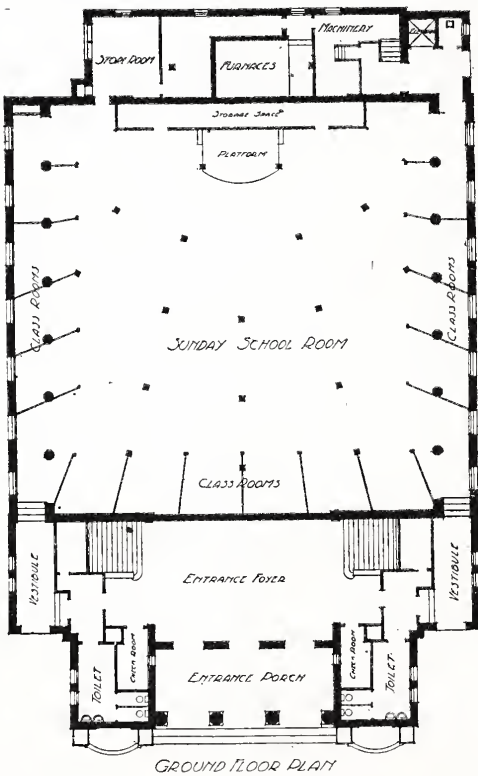 MACHINERY
STORE ROOM
FURNACES
STORAGE SPACE
PLATFORM
CLASS ROOMS
CLASS ROOMS
SUNDAY SCHOOL ROOM
CLASS ROOMS
VESTIBULE
ENTRANCE FOYER
VESTIBULE
TOILET
CHECK ROOM
ENTRANCE PORCH
CHECK ROOM
TOILET
GROUND FLOOR PLAN